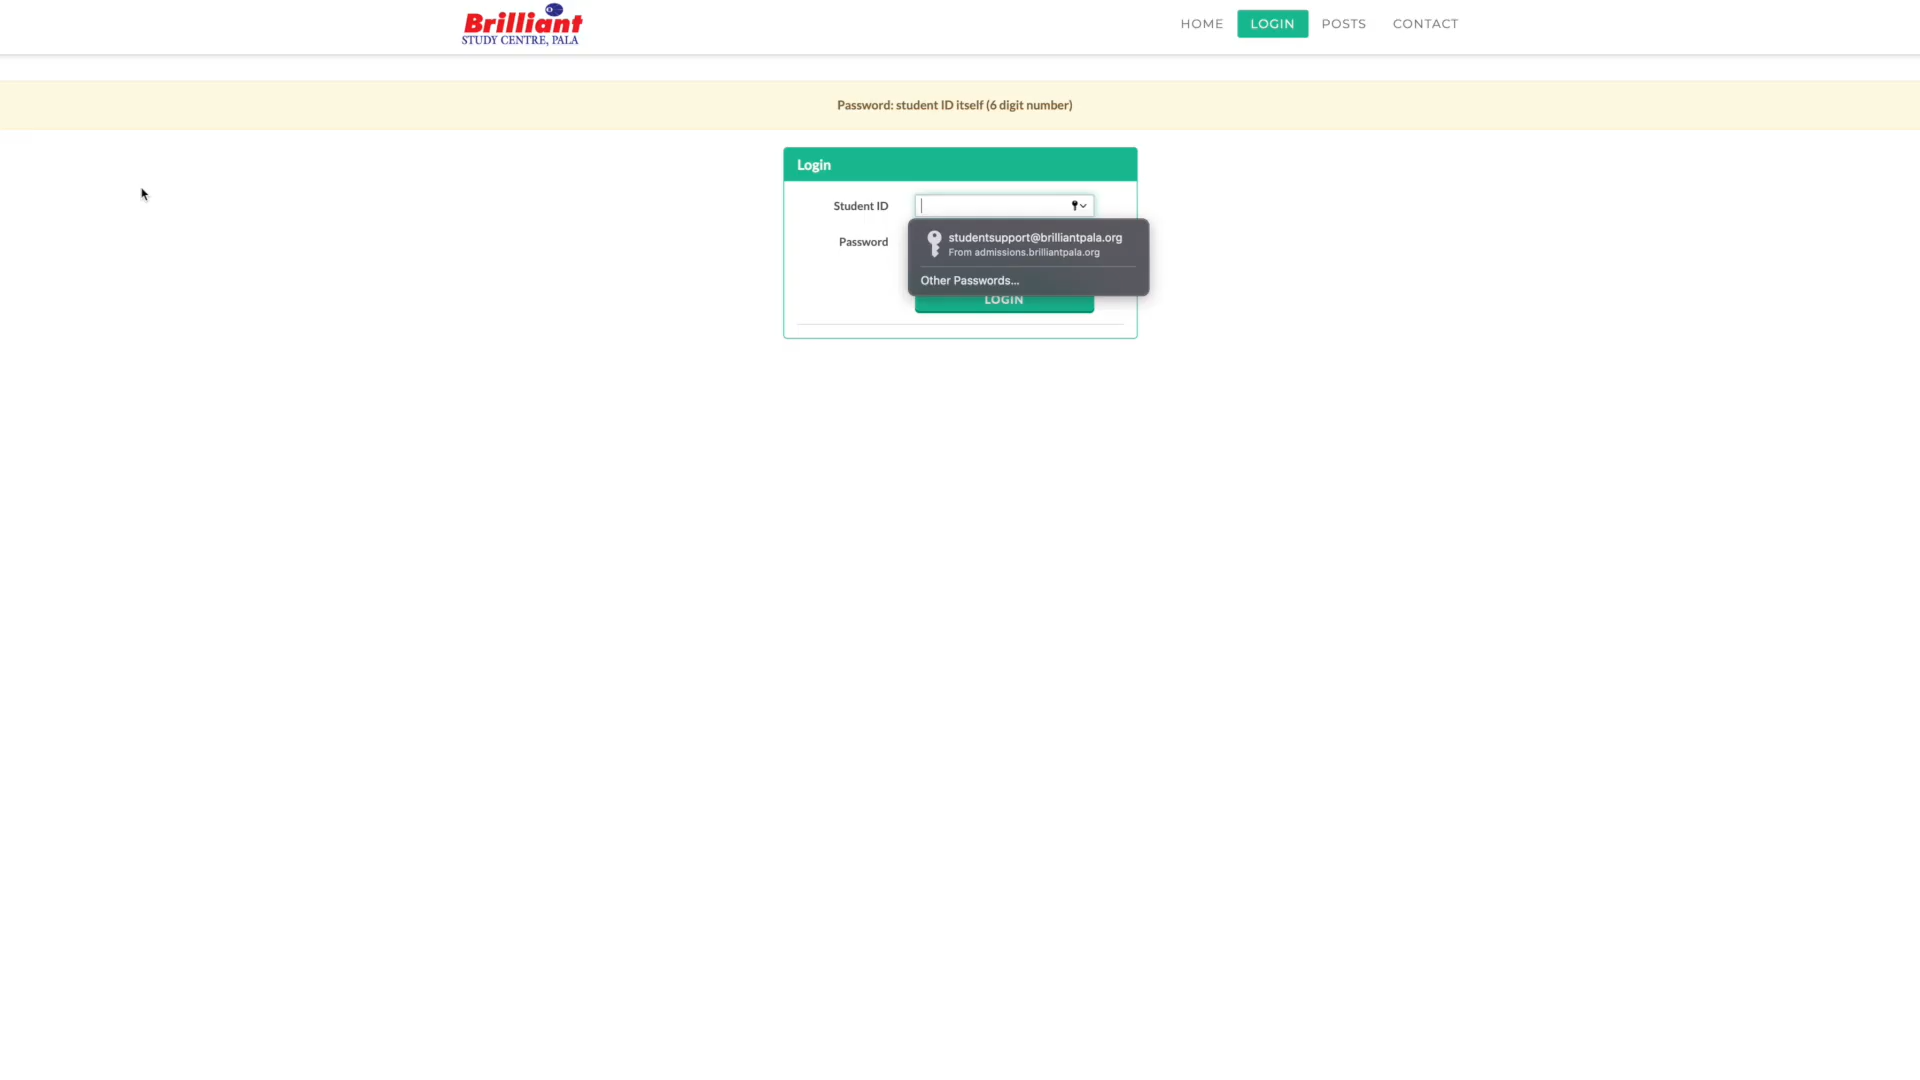 Brilliant
STUDY CENTRE, PALA
HOME
LOGIN
POSTS
CONTACT
Password: student ID itself (6 digit number)
Login
Student ID
Password
studentsupport@brilliantpala.org
From admissions.brilliantpala.org
Other Passwords...
LOGIN